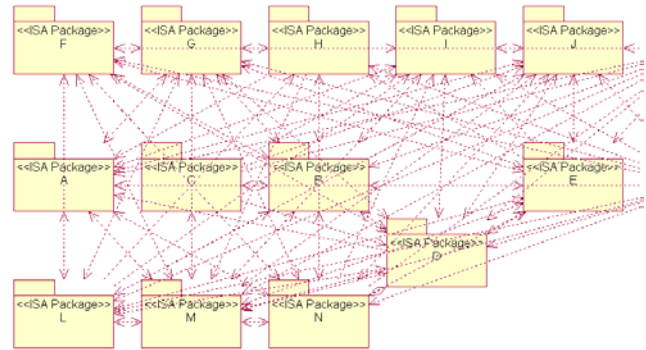 <<ISA Package>>
F
<<ISA Package>>
G
<<ISA Package>>
H
<<ISA Package>>
I
<<ISA Package>>
J
<<ISA Package>>
A
<<ISA Package>>
C
<<ISA Package>>
B
<<ISA Package>>
E
<<ISA Package>>
D
<<ISA Package>>
L
<<ISA Package>>
M
<<ISA Package>>
N